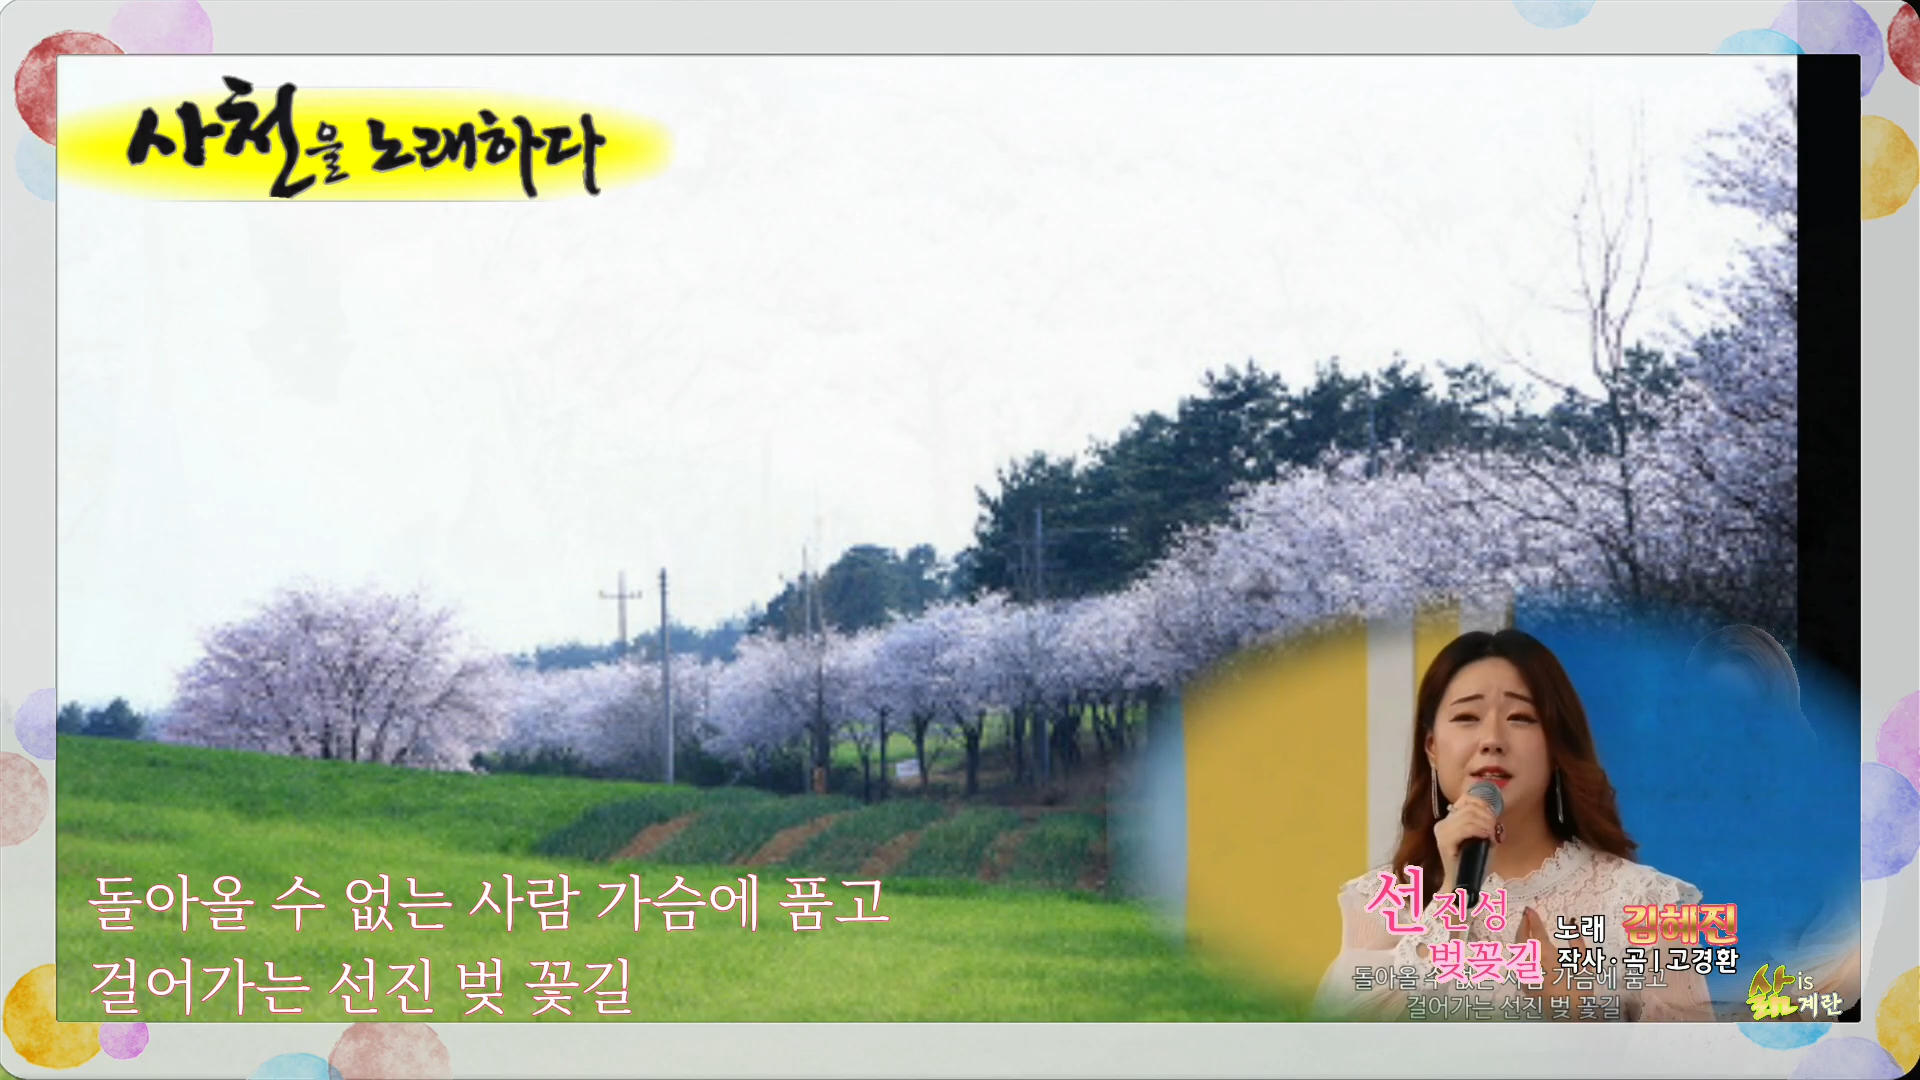 사천을 노래하다
돌아올 수 없는 사람 가슴에 품고
걸어가는 선진 벚 꽃길
선진성
벚꽃길
노래 김혜진
작사·곡 | 고경환
돌아올 수 없는 사람 가슴에 품고
걸어가는 선진 벚 꽃길
삶 is
계란